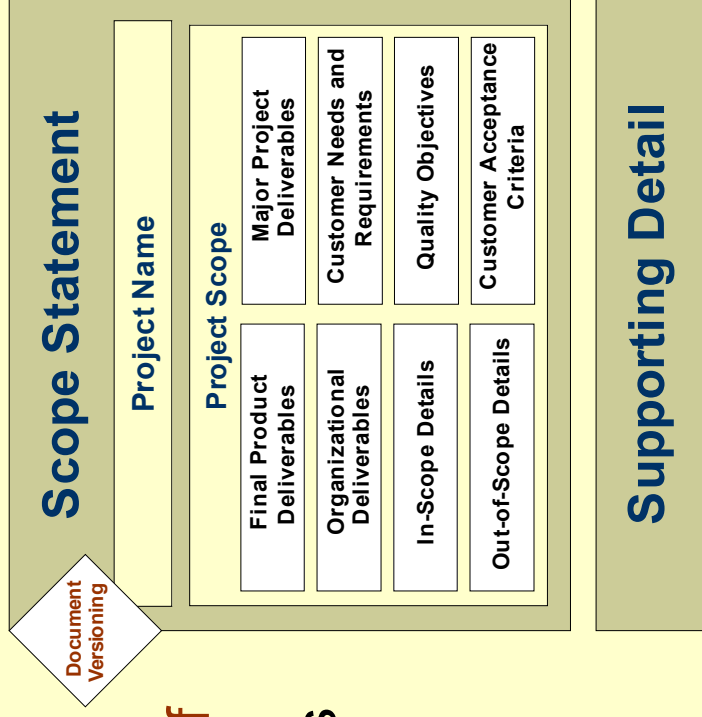 Document
Versioning
Scope Statement
Project Name
Project Scope
Final Product
Deliverables
Major Project
Deliverables
Organizational
Deliverables
Customer Needs and
Requirements
In-Scope Details
Quality Objectives
Out-of-Scope Details
Customer Acceptance
Criteria
Supporting Detail